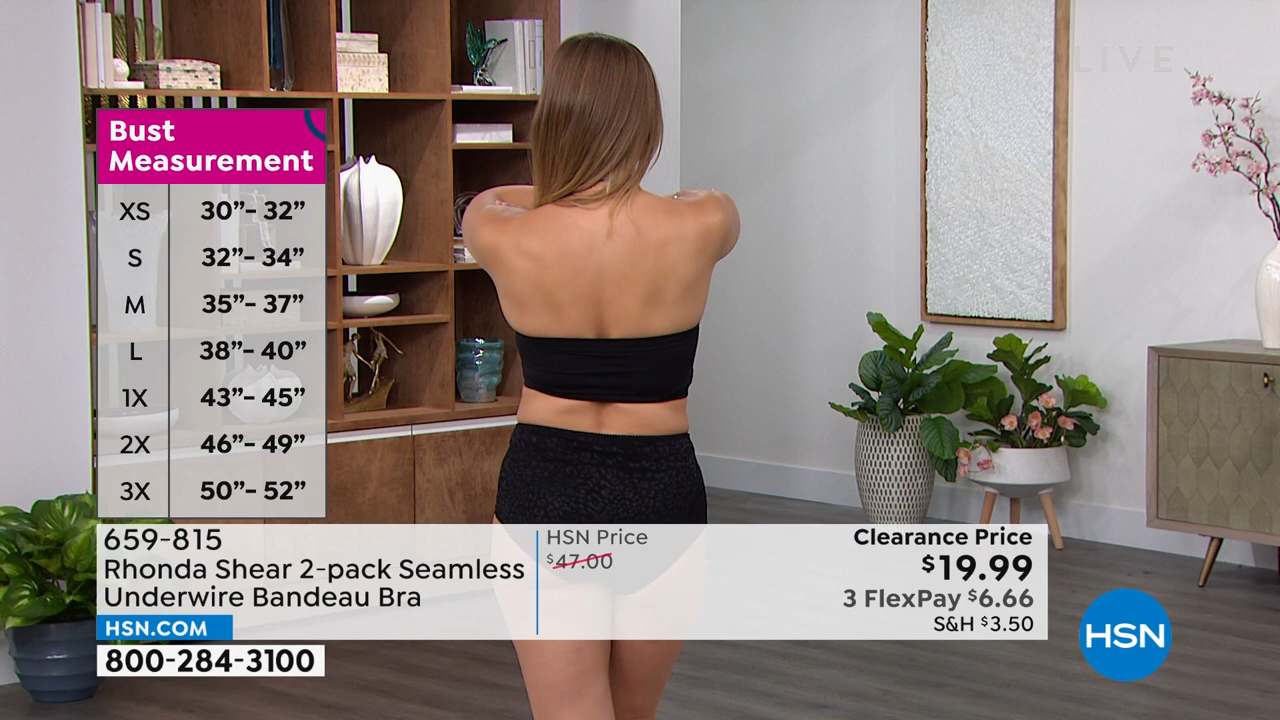 LIVE
Bust
Measurement
XS 30”- 32”
S 32”- 34”
M 35”- 37”
L 38”- 40”
1X 43”- 45”
2X 46”- 49”
3X 50”- 52”
659-815
Rhonda Shear 2-pack Seamless
Underwire Bandeau Bra
HSN.COM
800-284-3100
HSN Price
$47.00
Clearance Price
$19.99
3 FlexPay $6.66
S&H $3.50
HSN